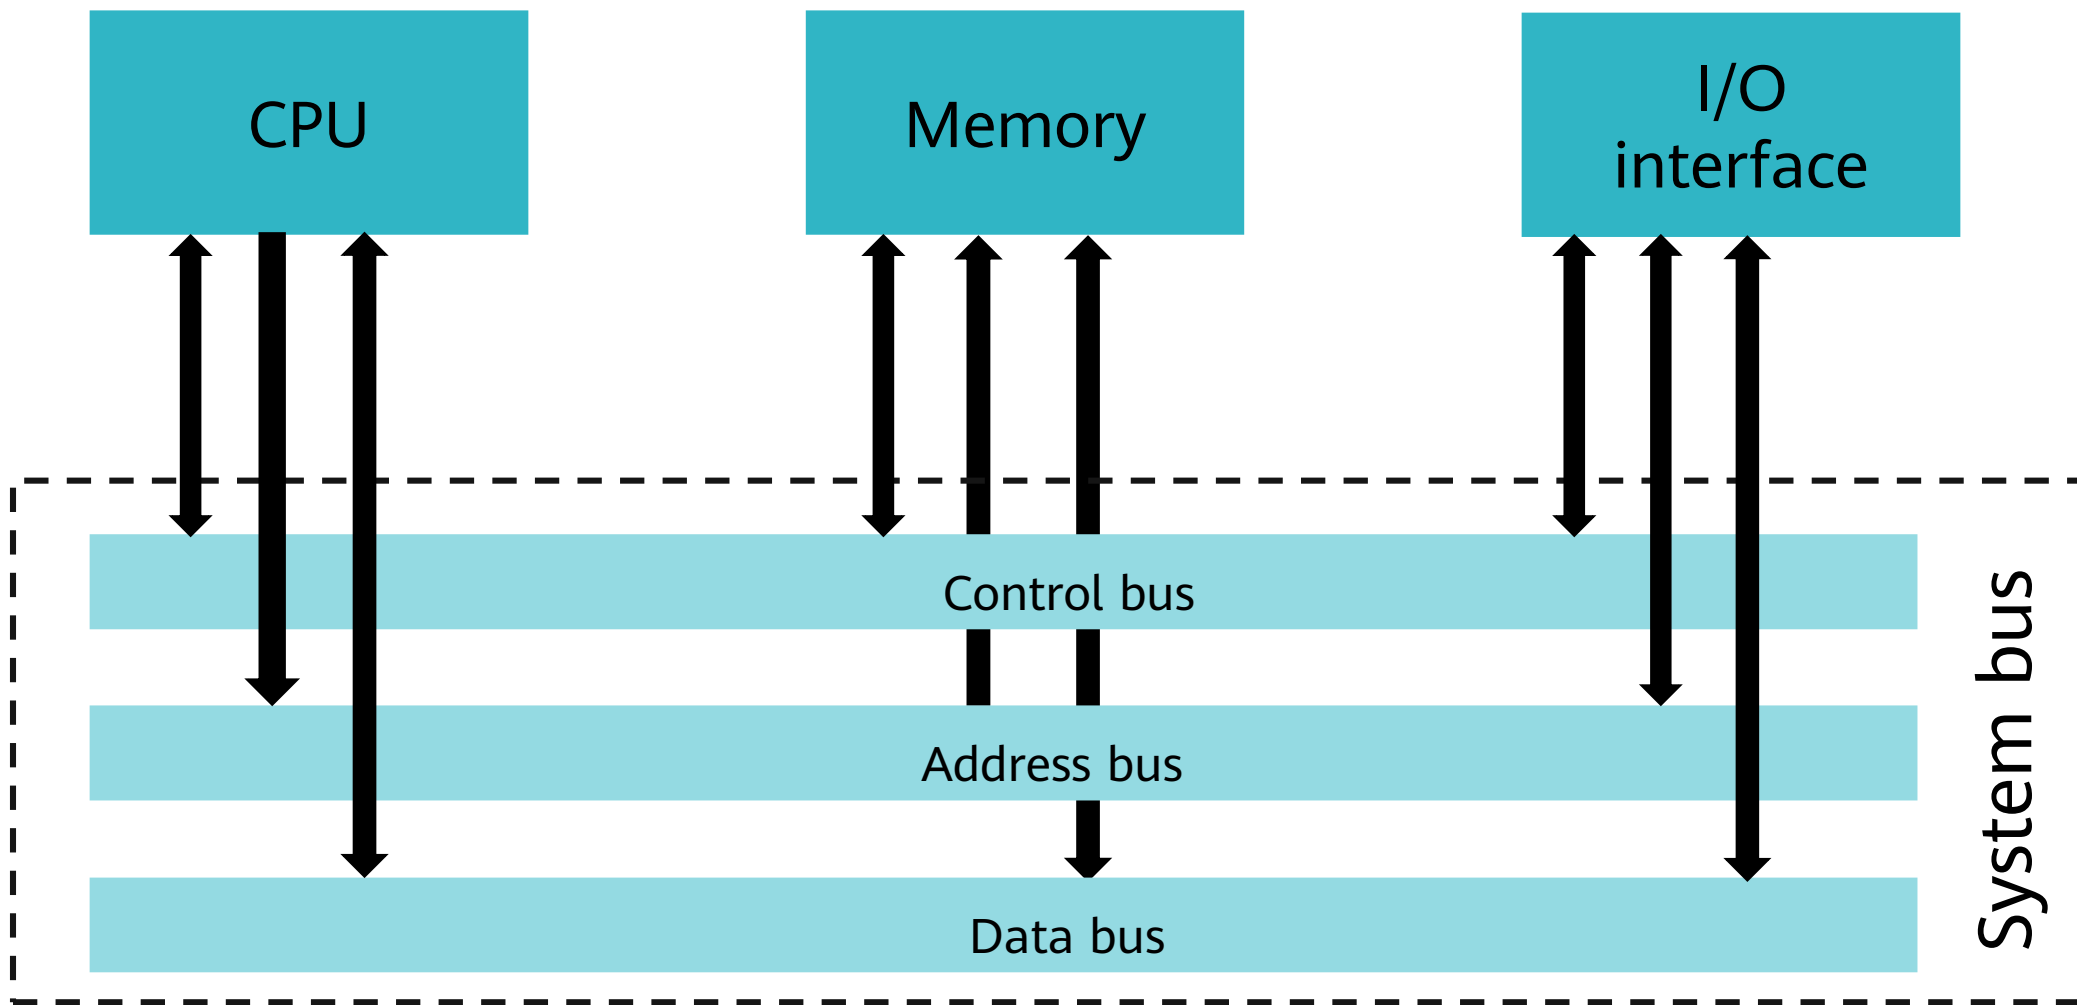 CPU
Memory
I/O
interface
Control bus
Address bus
Data bus
System bus